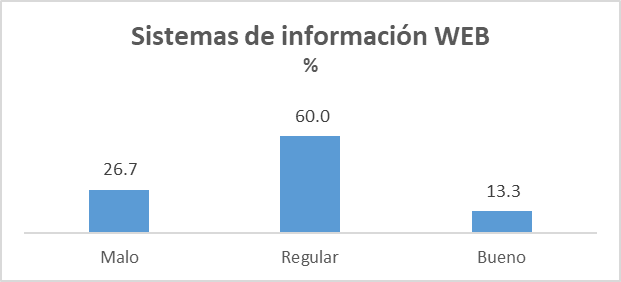 Sistemas de información WEB
%
60.0
26.7
13.3
Malo Regular Bueno